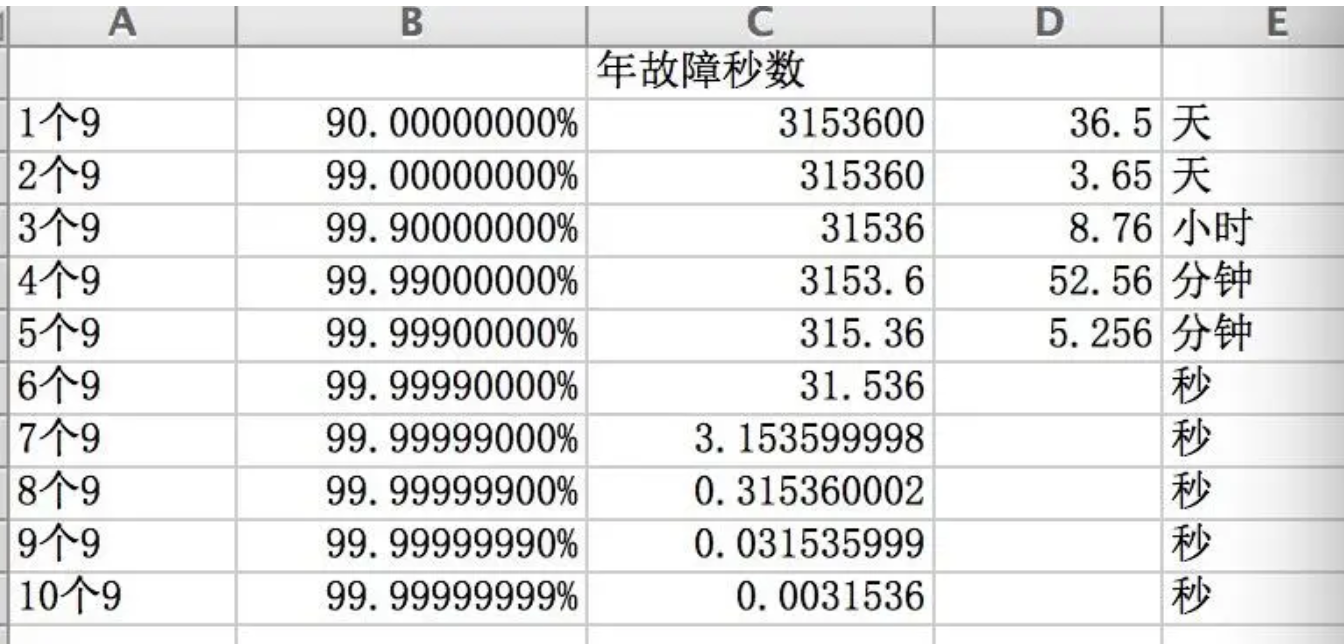 A B C D E
年故障秒数
1个9 90.00000000% 3153600 36.5 天
2个9 99.00000000% 315360 3.65 天
3个9 99.90000000% 31536 8.76 小时
4个9 99.99000000% 3153.6 52.56 分钟
5个9 99.99900000% 315.36 5.256 分钟
6个9 99.99990000% 31.536 秒
7个9 99.99999000% 3.153599998 秒
8个9 99.99999900% 0.315360002 秒
9个9 99.99999990% 0.031535999 秒
10个9 99.99999999% 0.0031536 秒